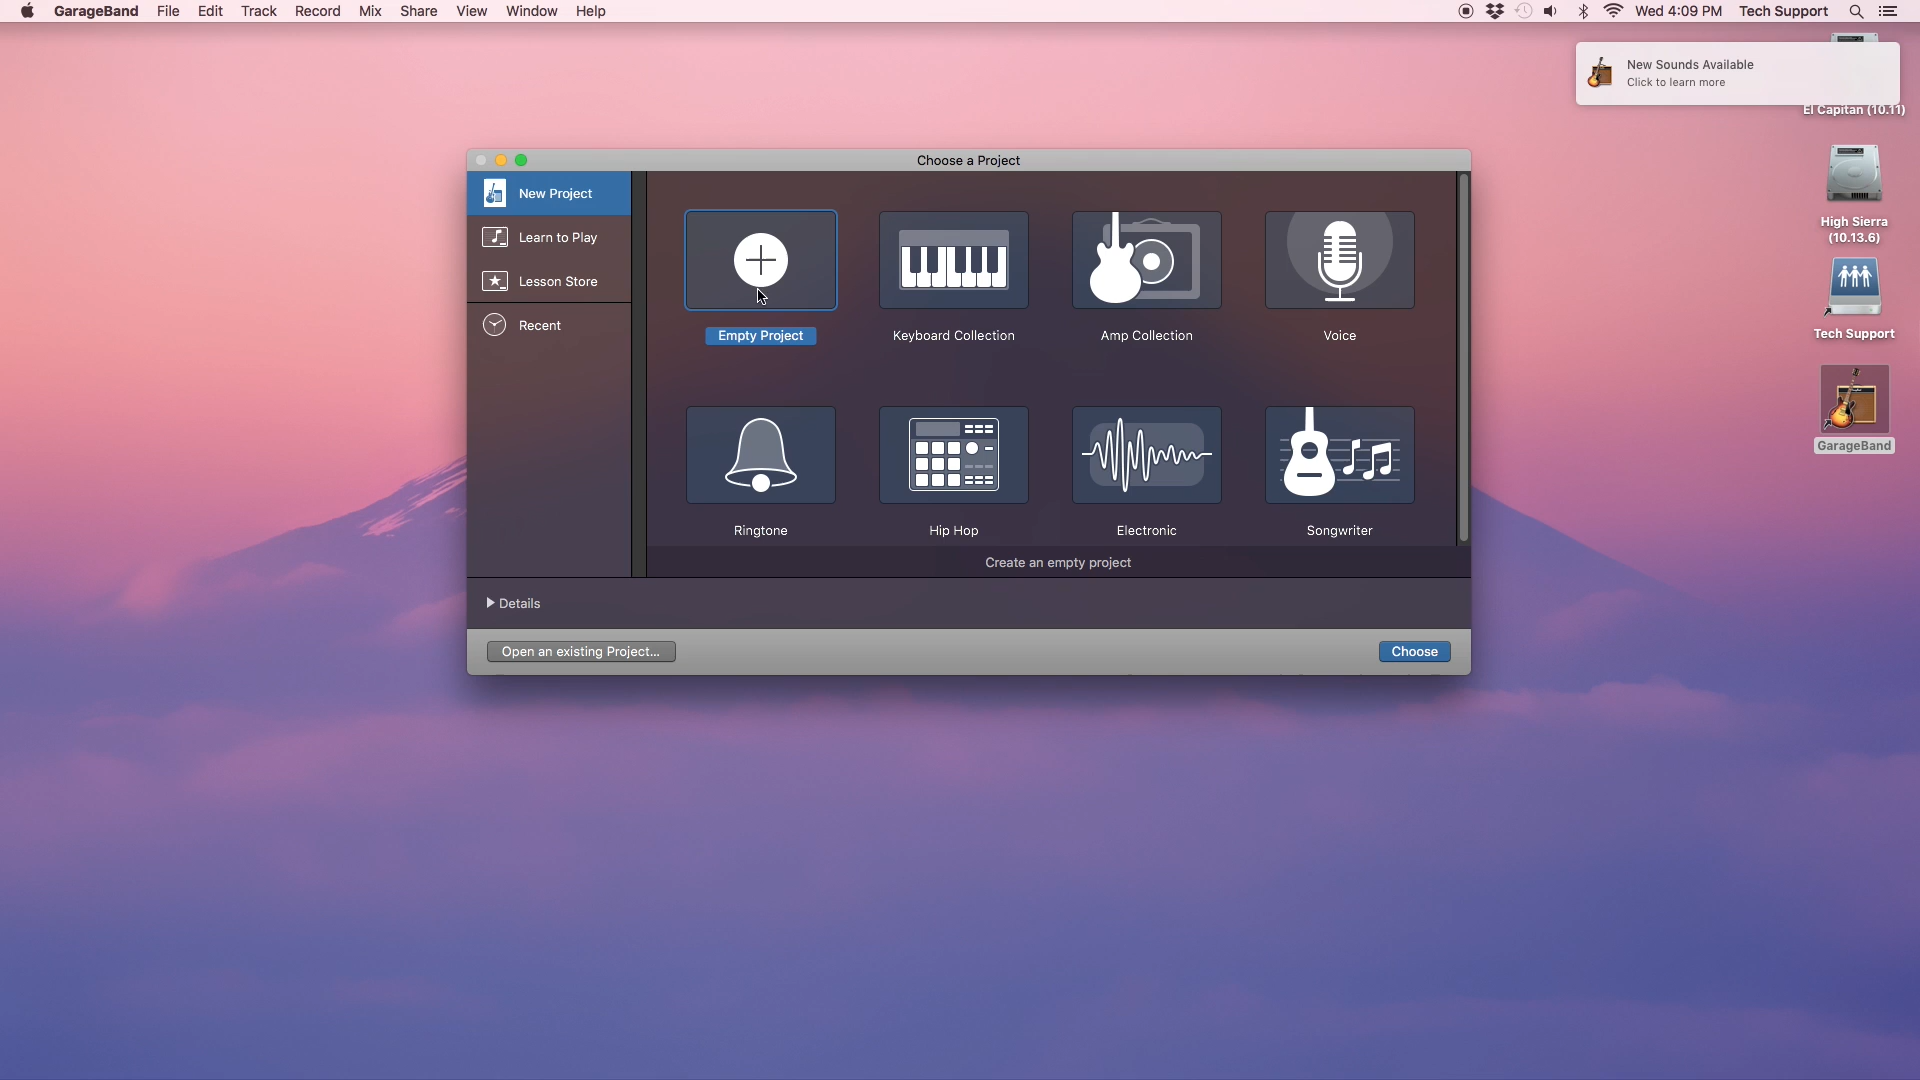 GarageBand File Edit Track Record Mix Share View Window Help
Wed 4:09 PM Tech Support
New Sounds Available
Click to learn more
El Capitan (10.11)
High Sierra
(10.13.6)
Tech Support
GarageBand
Choose a Project
New Project
Learn to Play
Lesson Store
Recent
Empty Project
Keyboard Collection
Amp Collection
Voice
Ringtone
Hip Hop
Electronic
Songwriter
Create an empty project
Details
Open an existing Project...
Choose